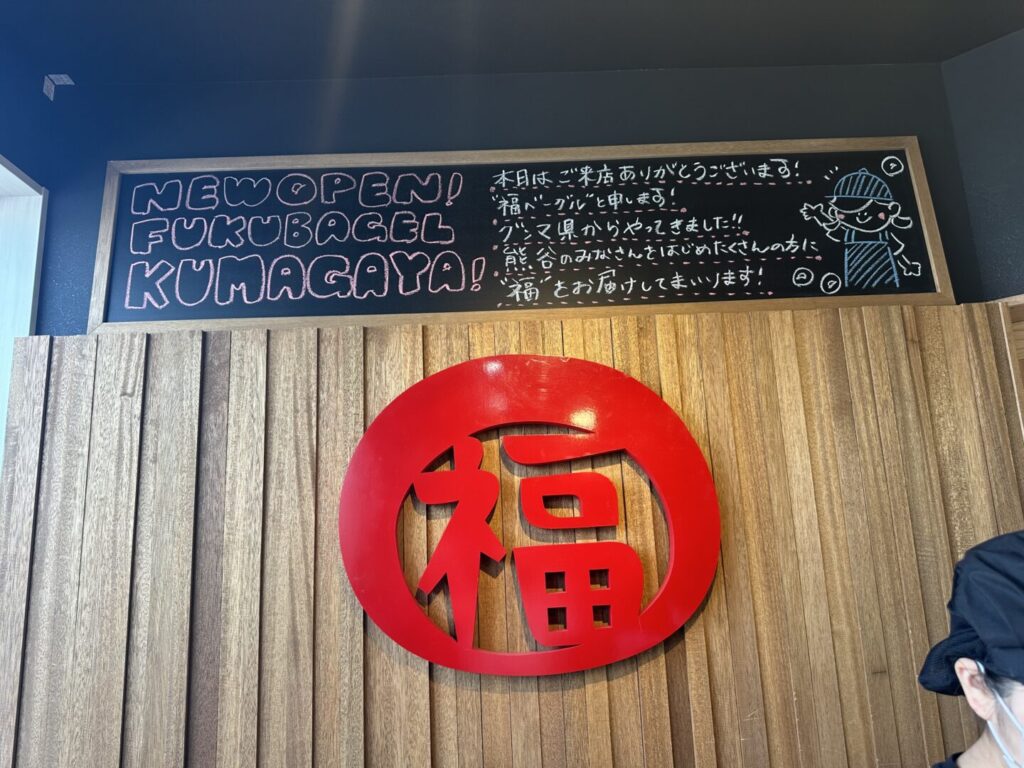 NEW OPEN!
FUKUBAGEL
KUMAGAYA!
本日はご来店ありがとうございます!
"福ベーグル"と申します!
グンマ県からやってきました!!
熊谷のみなさんをはじめたくさんの方に
"福"をお届けしてまいります!
福